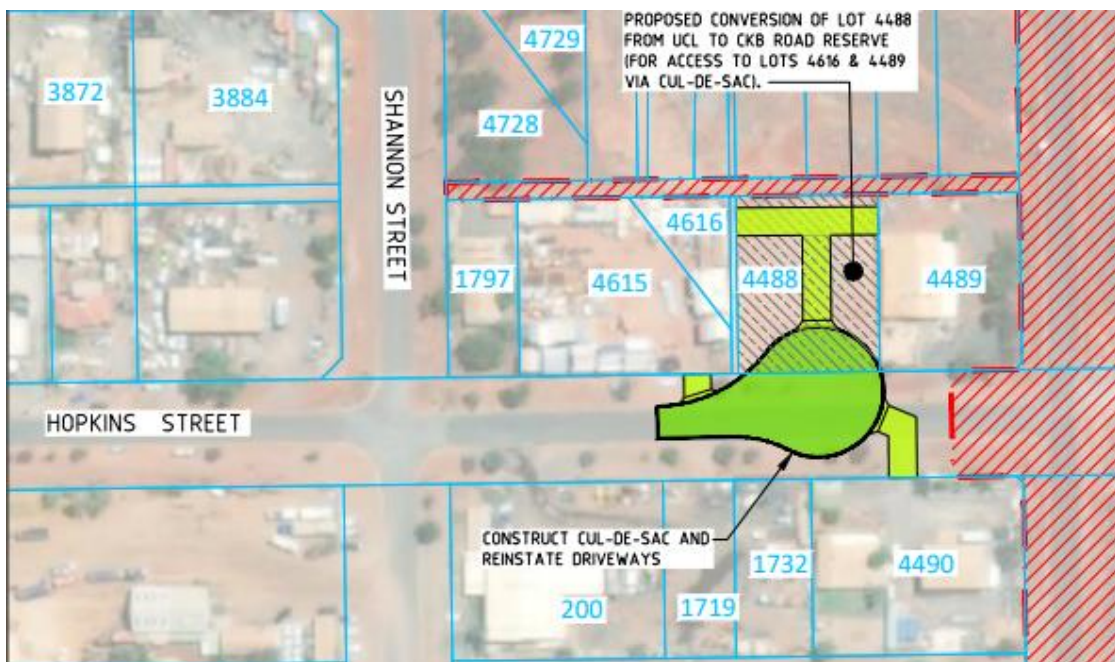 PROPOSED CONVERSION OF LOT 4488
FROM UCL TO CKB ROAD RESERVE
(FOR ACCESS TO LOTS 4616 & 4489
VIA CUL-DE-SAC).
4729
3872
3884
4728
SHANNON STREET
4616
1797
4615
4488
4489
HOPKINS STREET
CONSTRUCT CUL-DE-SAC AND
REINSTATE DRIVEWAYS
1732
4490
200
1719